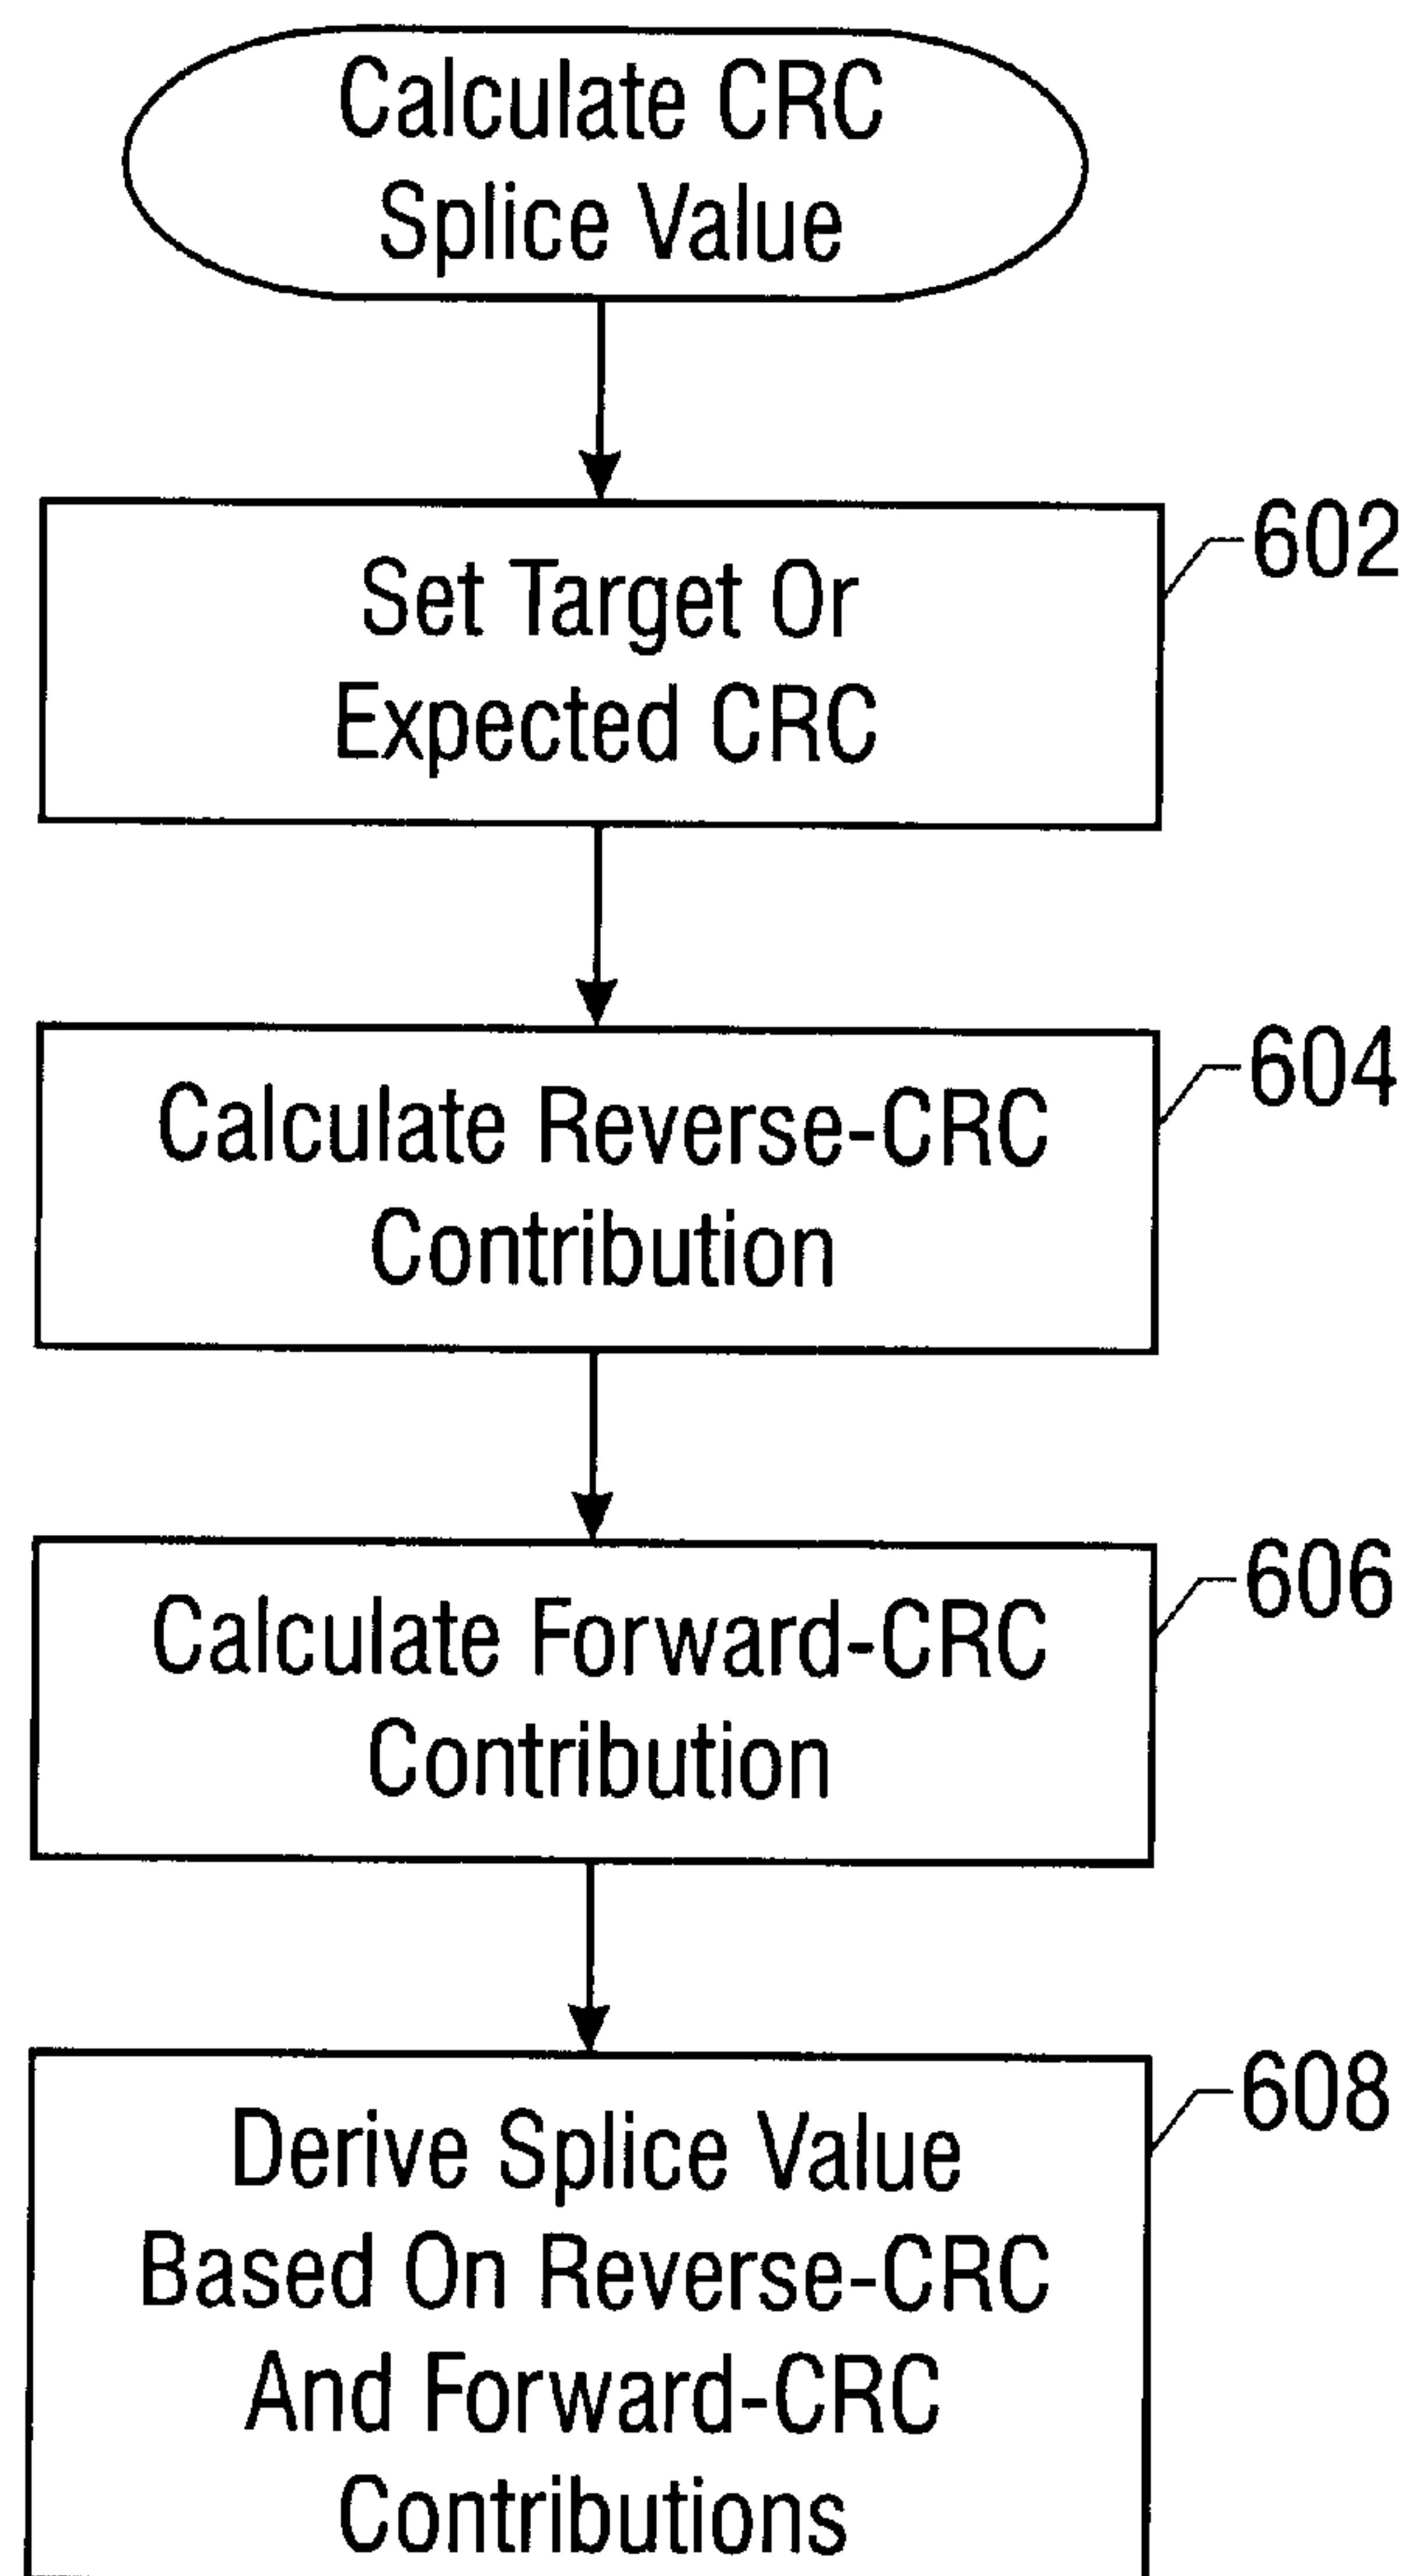 Calculate CRC
Splice Value
602
Set Target Or
Expected CRC
604
Calculate Reverse-CRC
Contribution
606
Calculate Forward-CRC
Contribution
608
Derive Splice Value
Based On Reverse-CRC
And Forward-CRC
Contributions